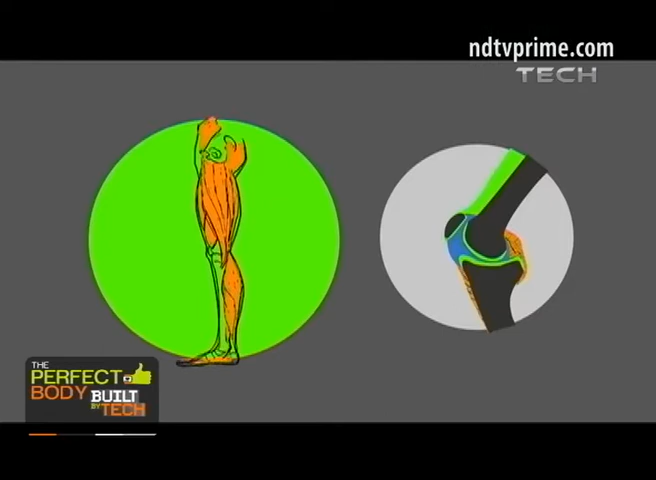 ndtvprime.com
TECH
THE
PERFECT
BODY BUILT
BY TECH